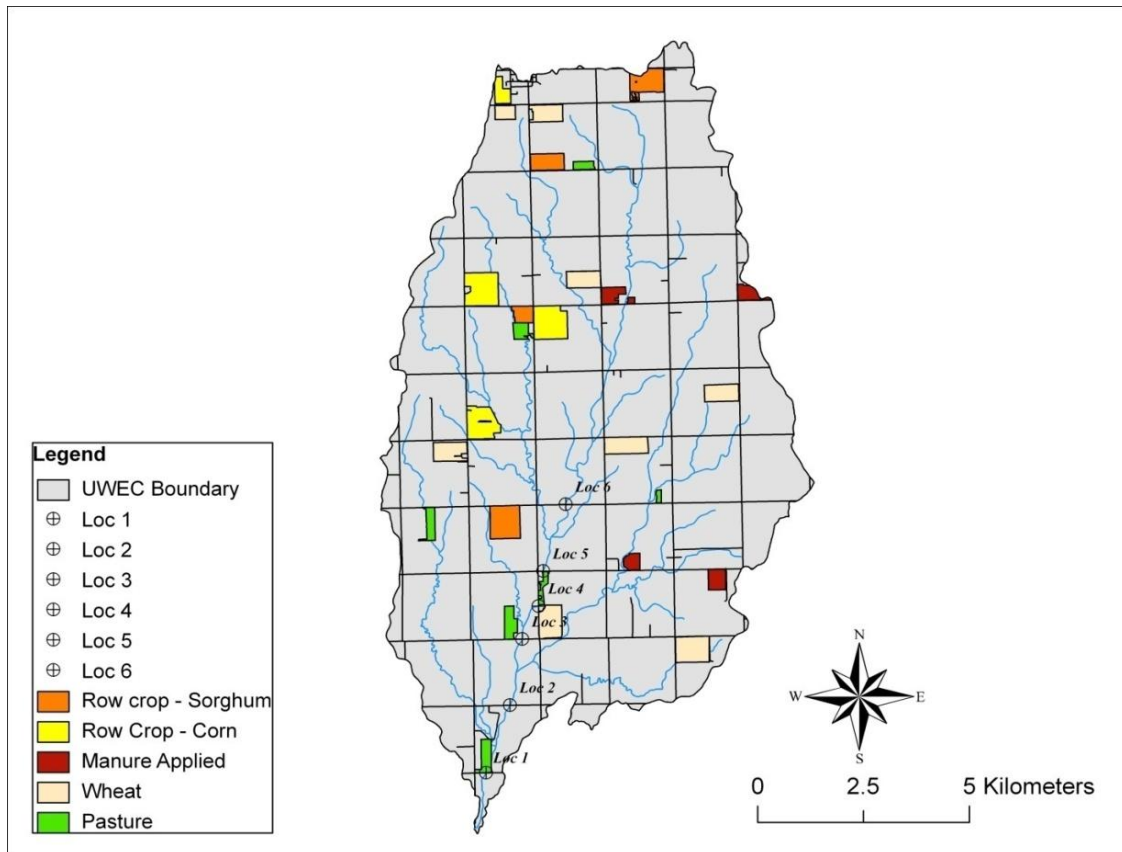 Loc 6
Loc 5
Loc 4
Loc 3
Loc 2
Loc 1
Legend
UWEC Boundary
Loc 1
Loc 2
Loc 3
Loc 4
Loc 5
Loc 6
Row crop - Sorghum
Row Crop - Corn
Manure Applied
Wheat
Pasture
N
W E
S
0 2.5 5 Kilometers